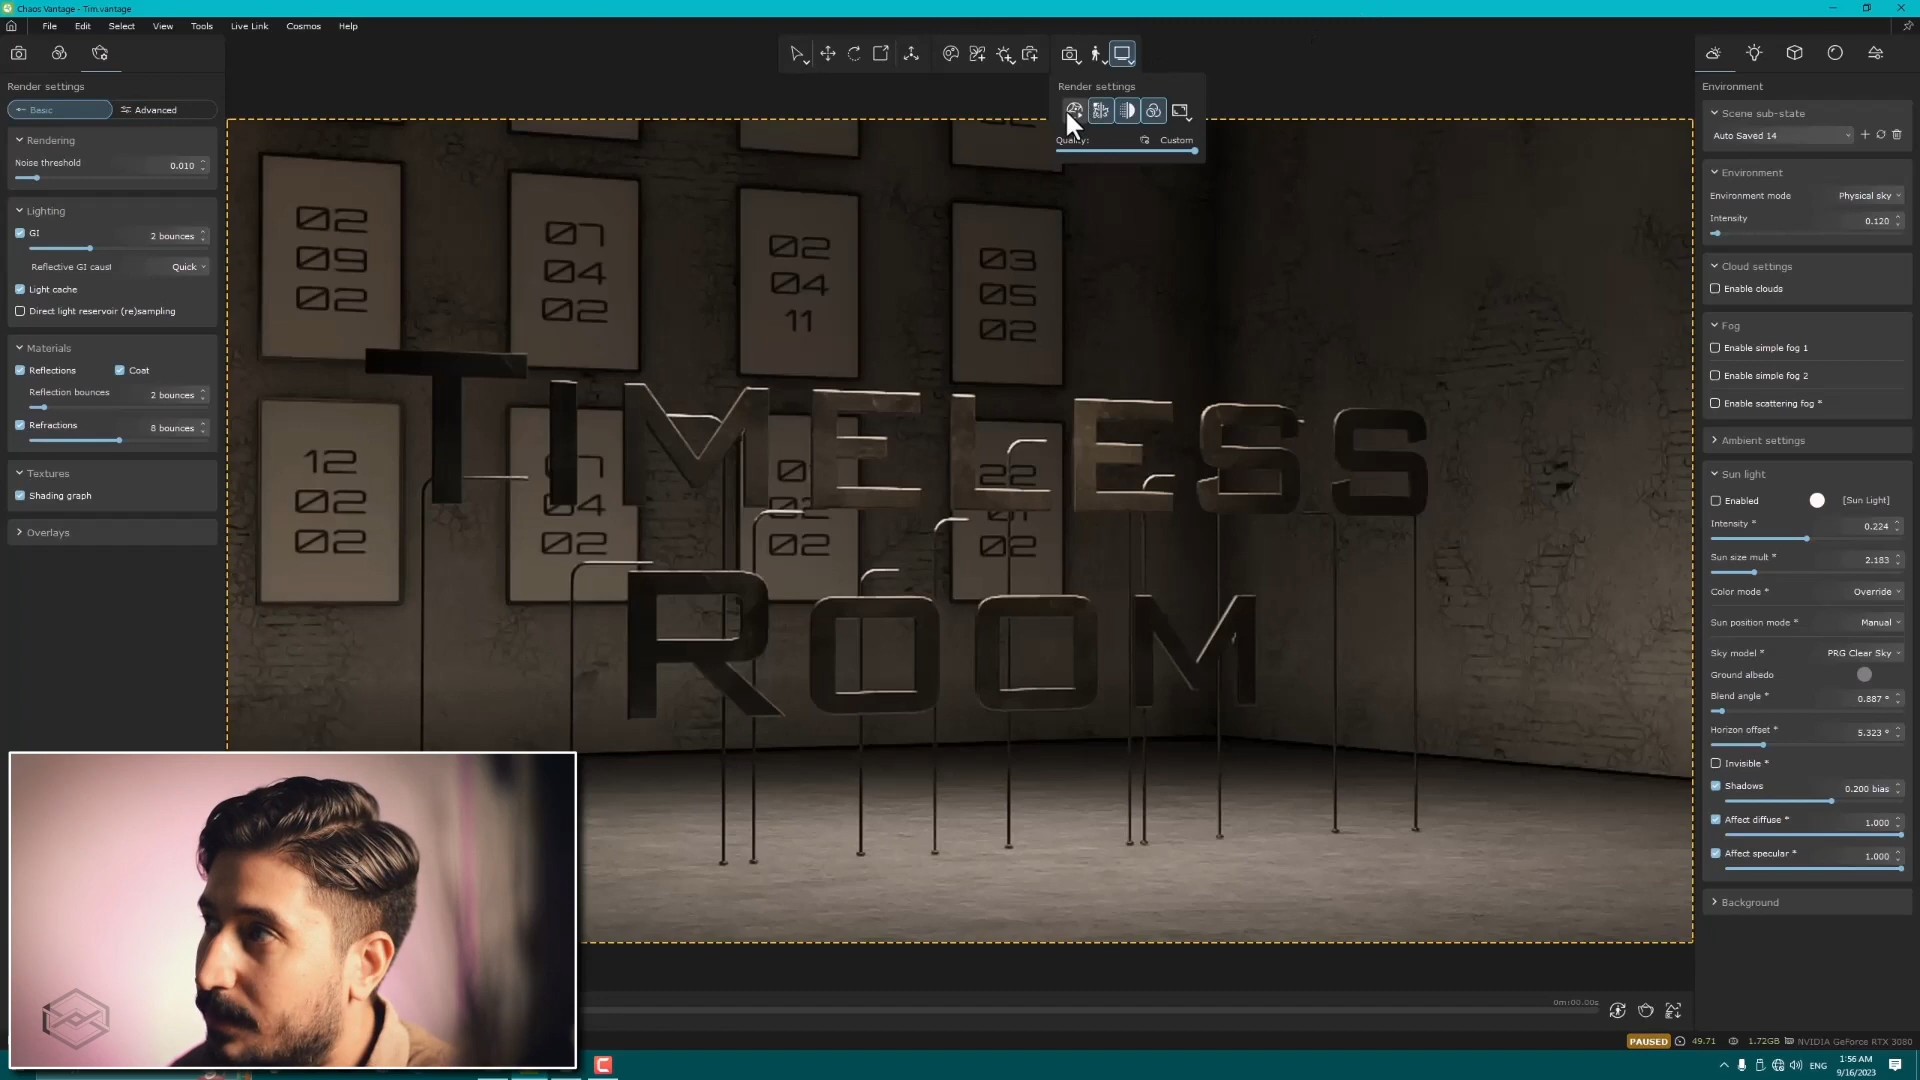 Chaos Vantage - Tim.vantage
File Edit Select View Tools Live Link Cosmos Help
Render settings
Basic Advanced
Rendering
Noise threshold 0.010
Lighting
GI 2 bounces
Reflective GI caust Quick
Light cache
Direct light reservoir (re)sampling
Materials
Reflections Coat
Reflection bounces 2 bounces
Refractions 8 bounces
Textures
Shading graph
Overlays
Render settings
Quality: Custom
02
09
02
07
04
02
02
04
11
03
05
02
12
02
02
04
02
02
22
02
TIMELESS
ROOM
Environment
Scene sub-state
Auto Saved 14
Environment
Environment mode Physical sky
Intensity 0.120
Cloud settings
Enable clouds
Fog
Enable simple fog 1
Enable simple fog 2
Enable scattering fog *
Ambient settings
Sun light
Enabled [Sun Light]
Intensity * 0.224
Sun size mult * 2.183
Color mode * Override
Sun position mode * Manual
Sky model * PRG Clear Sky
Ground albedo
Blend angle * 0.887 °
Horizon offset * 5.323 °
Invisible *
Shadows 0.200 bias
Affect diffuse * 1.000
Affect specular * 1.000
Background
0m:00.00s
PAUSED 49.71 1.72GB NVIDIA GeForce RTX 3080
ENG
1:56 AM
9/16/2023